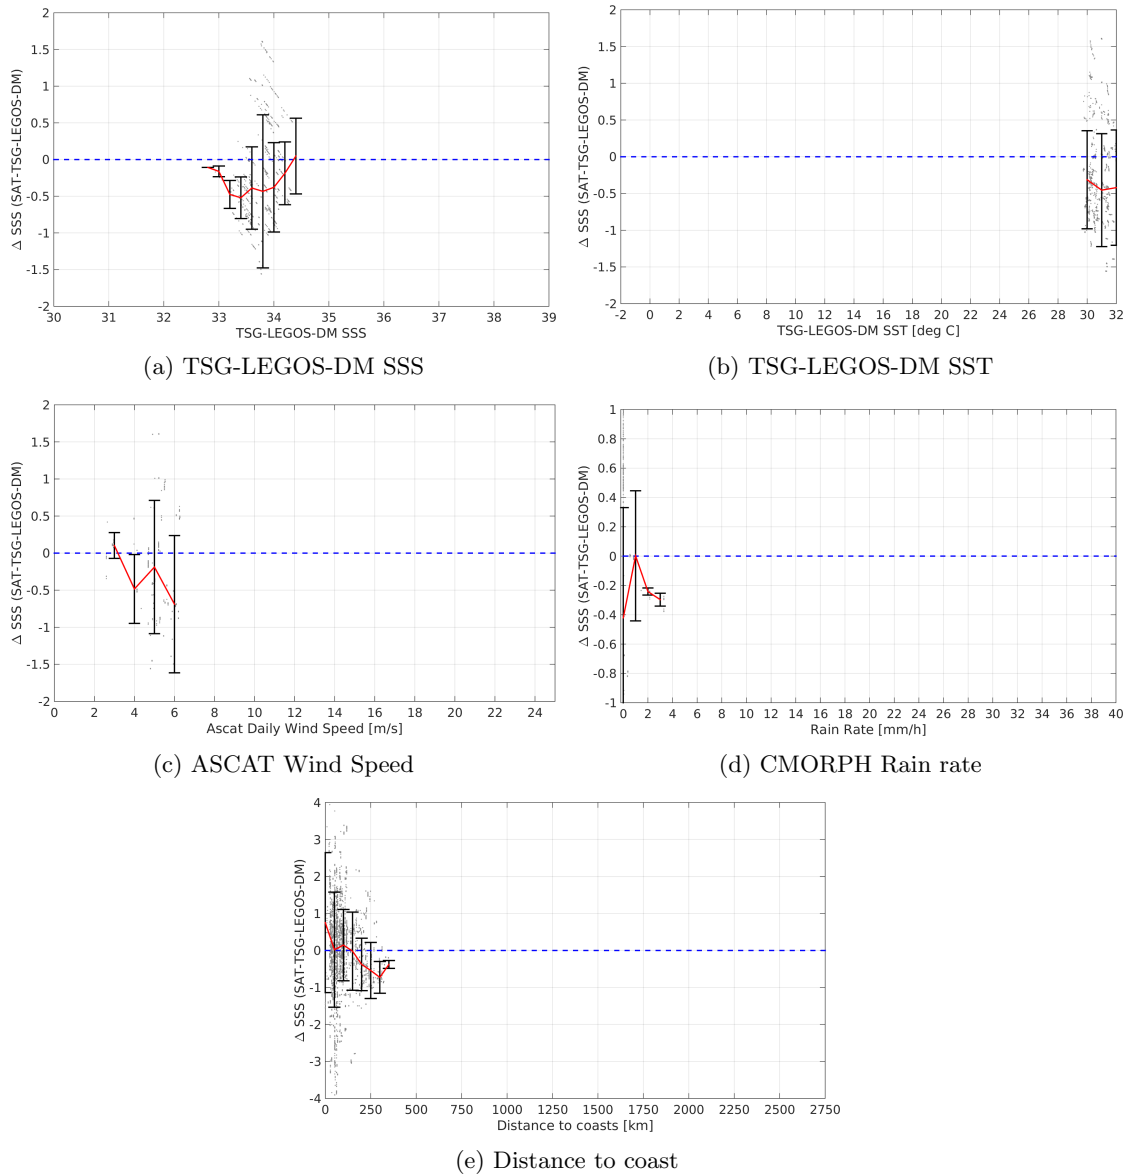 Δ SSS (SAT-TSG-LEGOS-DM)
2
1.5
1
0.5
0
-0.5
-1
-1.5
-2
30 31 32 33 34 35 36 37 38 39
TSG-LEGOS-DM SSS
(a) TSG-LEGOS-DM SSS
Δ SSS (SAT-TSG-LEGOS-DM)
2
1.5
1
0.5
0
-0.5
-1
-1.5
-2
-2 0 2 4 6 8 10 12 14 16 18 20 22 24 26 28 30 32
TSG-LEGOS-DM SST [deg C]
(b) TSG-LEGOS-DM SST
Δ SSS (SAT-TSG-LEGOS-DM)
2
1.5
1
0.5
0
-0.5
-1
-1.5
-2
0 2 4 6 8 10 12 14 16 18 20 22 24
Ascat Daily Wind Speed [m/s]
(c) ASCAT Wind Speed
Δ SSS (SAT-TSG-LEGOS-DM)
1
0.8
0.6
0.4
0.2
0
-0.2
-0.4
-0.6
-0.8
-1
0 2 4 6 8 10 12 14 16 18 20 22 24 26 28 30 32 34 36 38 40
Rain Rate [mm/h]
(d) CMORPH Rain rate
Δ SSS (SAT-TSG-LEGOS-DM)
4
3
2
1
0
-1
-2
-3
-4
0 250 500 750 1000 1250 1500 1750 2000 2250 2500 2750
Distance to coasts [km]
(e) Distance to coast